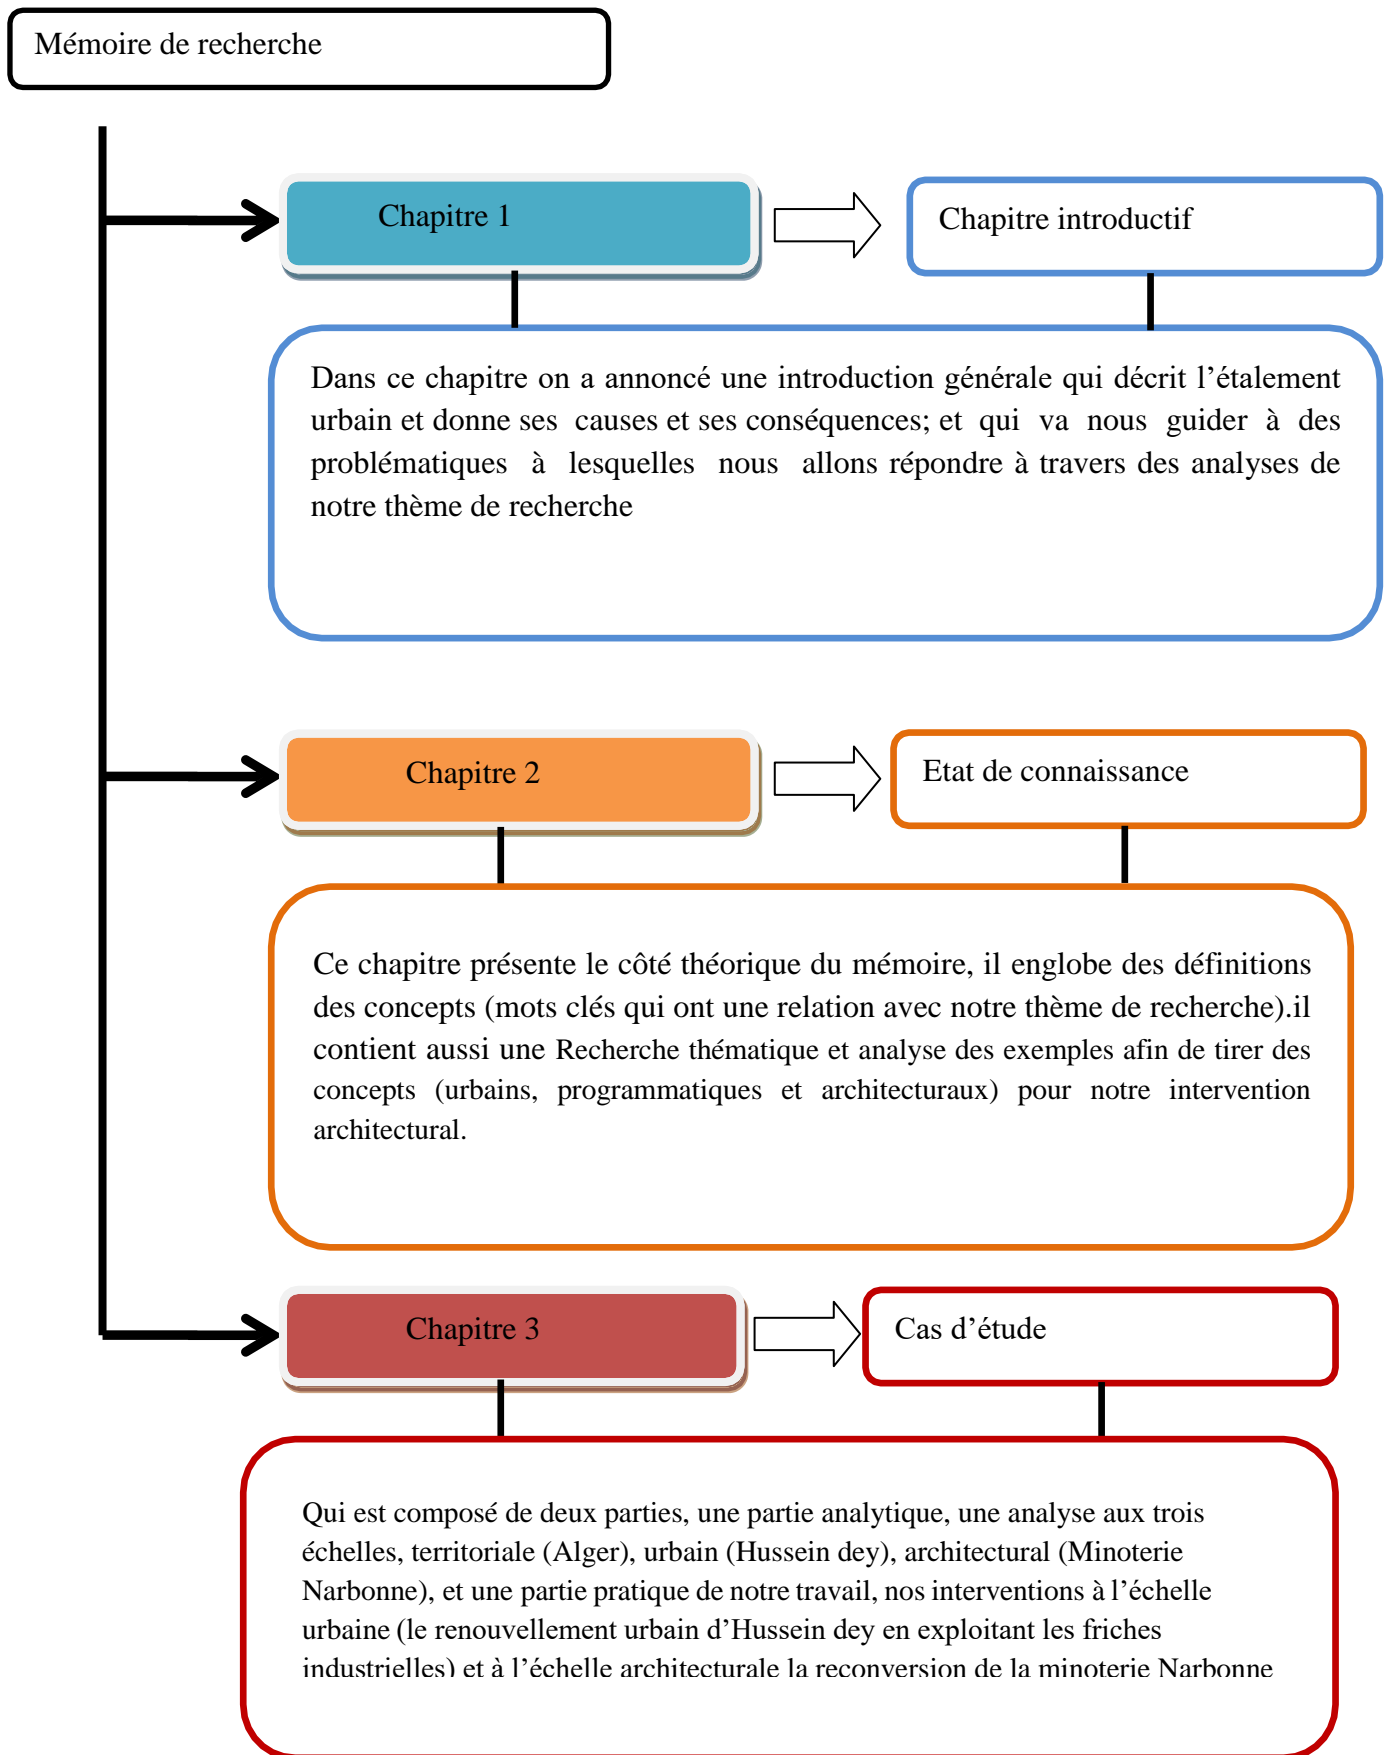 Mémoire de recherche
Chapitre 1
Chapitre introductif
Dans ce chapitre on a annoncé une introduction générale qui décrit l’étalement
urbain et donne ses causes et ses conséquences; et qui va nous guider à des
problématiques à lesquelles nous allons répondre à travers des analyses de
notre thème de recherche
Chapitre 2
Etat de connaissance
Ce chapitre présente le côté théorique du mémoire, il englobe des définitions
des concepts (mots clés qui ont une relation avec notre thème de recherche).il
contient aussi une Recherche thématique et analyse des exemples afin de tirer des
concepts (urbains, programmatiques et architecturaux) pour notre intervention
architectural.
Chapitre 3
Cas d’étude
Qui est composé de deux parties, une partie analytique, une analyse aux trois
échelles, territoriale (Alger), urbain (Hussein dey), architectural (Minoterie
Narbonne), et une partie pratique de notre travail, nos interventions à l’échelle
urbaine (le renouvellement urbain d’Hussein dey en exploitant les friches
industrielles) et à l’échelle architecturale la reconversion de la minoterie Narbonne